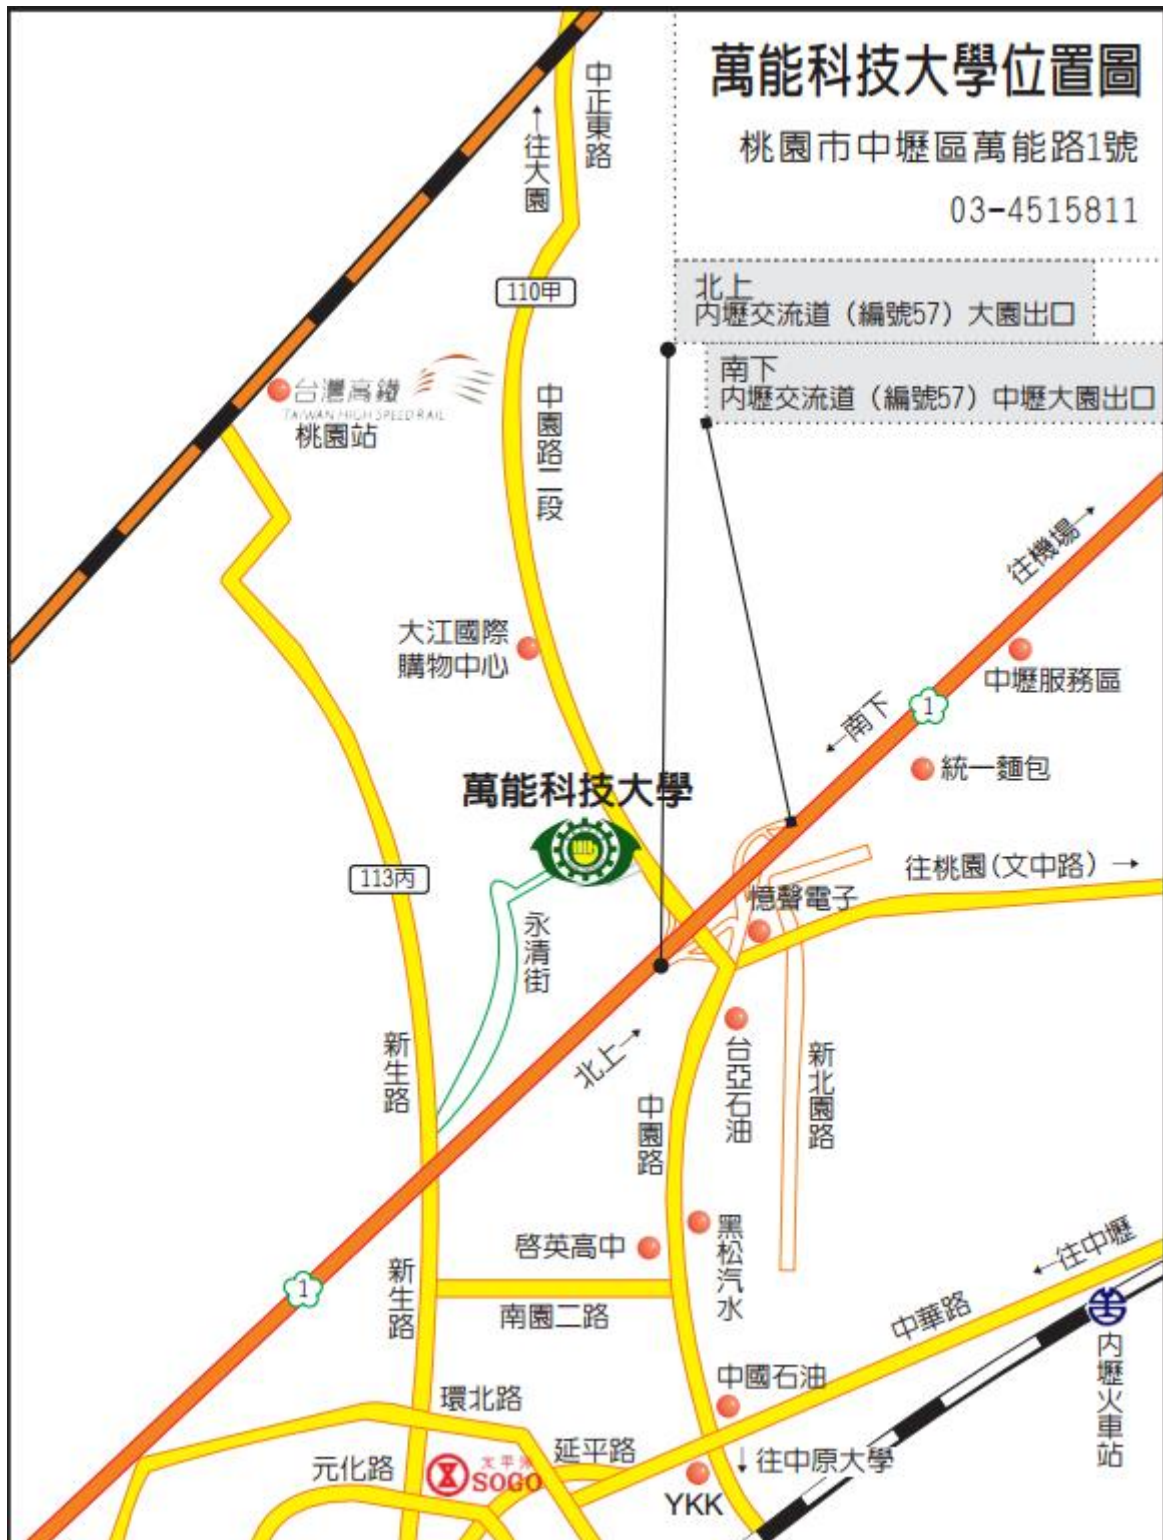 萬能科技大學位置圖
桃園市中壢區萬能路1號
03-4515811
中正東路
←往大園
110甲
北上
內壢交流道（編號57）大園出口
南下
內壢交流道（編號57）中壢大園出口
台灣高鐵
TAIWAN HIGH SPEED RAIL
桃園站
中園路二段
往機場→
大江國際
購物中心
中壢服務區
1
←南下
統一麵包
萬能科技大學
113丙
往桃園(文中路) →
憶聲電子
永清街
新生路
北上→
台亞石油
新北園路
中園路
啓英高中
黑松汽水
←往中壢
1
新生路
南園二路
中華路
內壢火車站
中國石油
環北路
延平路
元化路
太平洋
SOGO
↓往中原大學
YKK